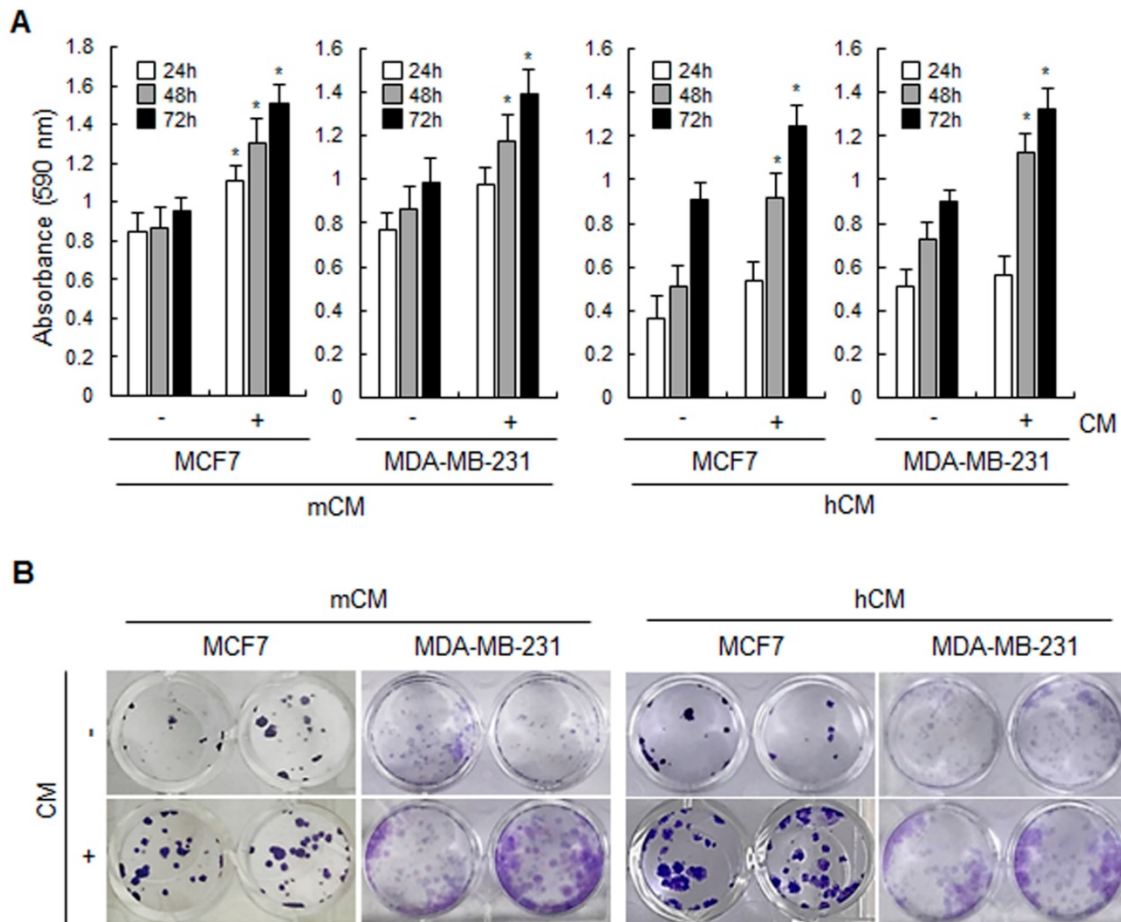 A
Absorbance (590 nm)
1.8
1.6
1.4
1.2
1
0.8
0.6
0.4
0.2
0
24h
48h
72h
* * *
- +
MCF7
1.6
1.4
1.2
1
0.8
0.6
0.4
0.2
0
24h
48h
72h
* *
- +
MDA-MB-231
mCM
1.6
1.4
1.2
1
0.8
0.6
0.4
0.2
0
24h
48h
72h
* *
- +
MCF7
1.6
1.4
1.2
1
0.8
0.6
0.4
0.2
0
24h
48h
72h
* *
- + CM
MDA-MB-231
hCM
B
mCM hCM
MCF7 MDA-MB-231 MCF7 MDA-MB-231
CM
-
+